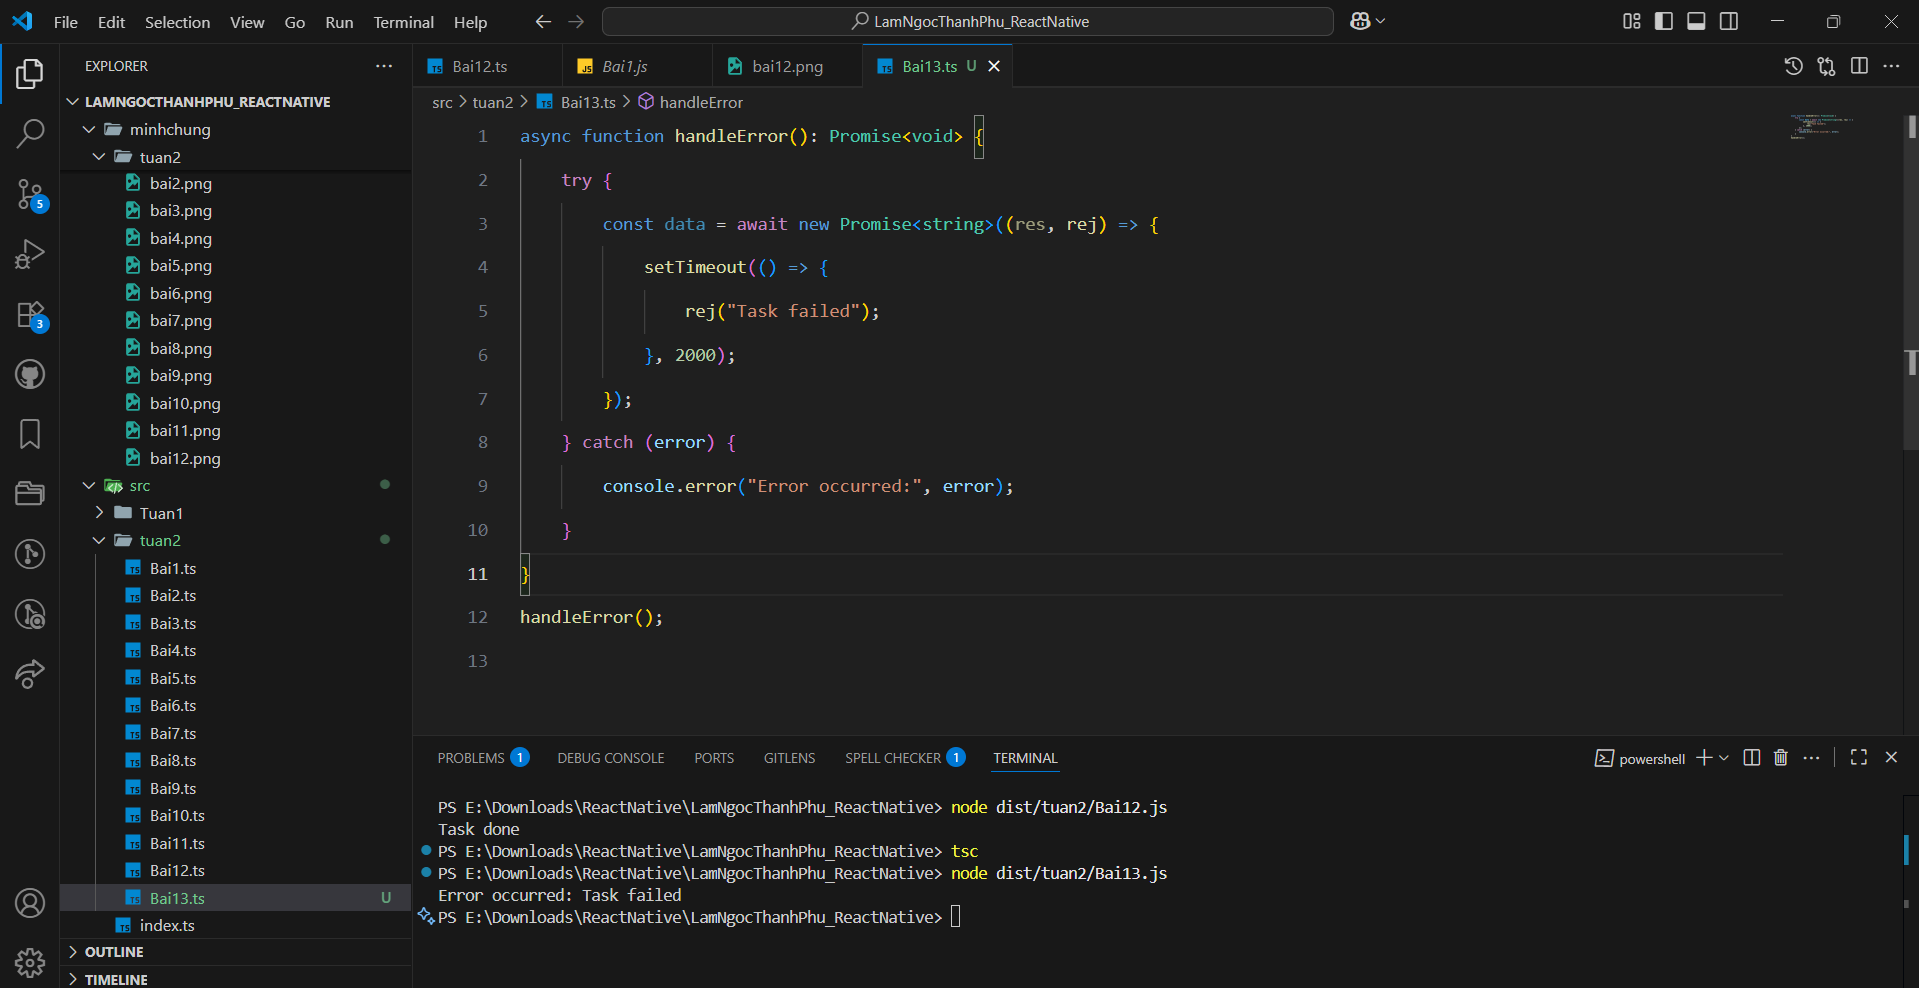 File Edit Selection View Go Run Terminal Help
LamNgocThanhPhu_ReactNative
EXPLORER
LAMNGOCTHANHPHU_REACTNATIVE
minhchung
tuan2
bai2.png
bai3.png
bai4.png
bai5.png
bai6.png
bai7.png
bai8.png
bai9.png
bai10.png
bai11.png
bai12.png
src
Tuan1
tuan2
Bai1.ts
Bai2.ts
Bai3.ts
Bai4.ts
Bai5.ts
Bai6.ts
Bai7.ts
Bai8.ts
Bai9.ts
Bai10.ts
Bai11.ts
Bai12.ts
Bai13.ts U
index.ts
OUTLINE
TIMELINE
5
3
Bai12.ts Bai1.js bai12.png Bai13.ts U
src > tuan2 > Bai13.ts > handleError
1 async function handleError(): Promise<void> {
2 try {
3 const data = await new Promise<string>((res, rej) => {
4 setTimeout(() => {
5 rej("Task failed");
6 }, 2000);
7 });
8 } catch (error) {
9 console.error("Error occurred:", error);
10 }
11 }
12 handleError();
13
PROBLEMS 1 DEBUG CONSOLE PORTS GITLENS SPELL CHECKER 1 TERMINAL
powershell
PS E:\Downloads\ReactNative\LamNgocThanhPhu_ReactNative> node dist/tuan2/Bai12.js
Task done
PS E:\Downloads\ReactNative\LamNgocThanhPhu_ReactNative> tsc
PS E:\Downloads\ReactNative\LamNgocThanhPhu_ReactNative> node dist/tuan2/Bai13.js
Error occurred: Task failed
PS E:\Downloads\ReactNative\LamNgocThanhPhu_ReactNative>